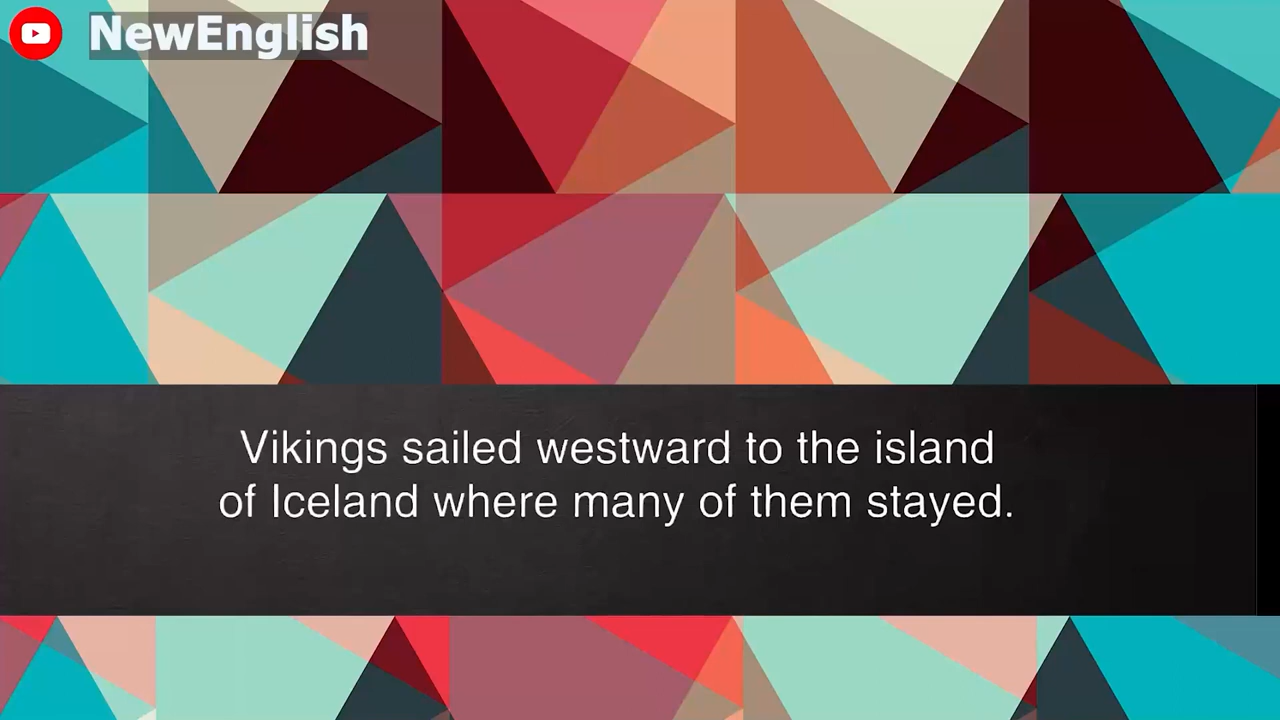 NewEnglish
Vikings sailed westward to the island
of Iceland where many of them stayed.